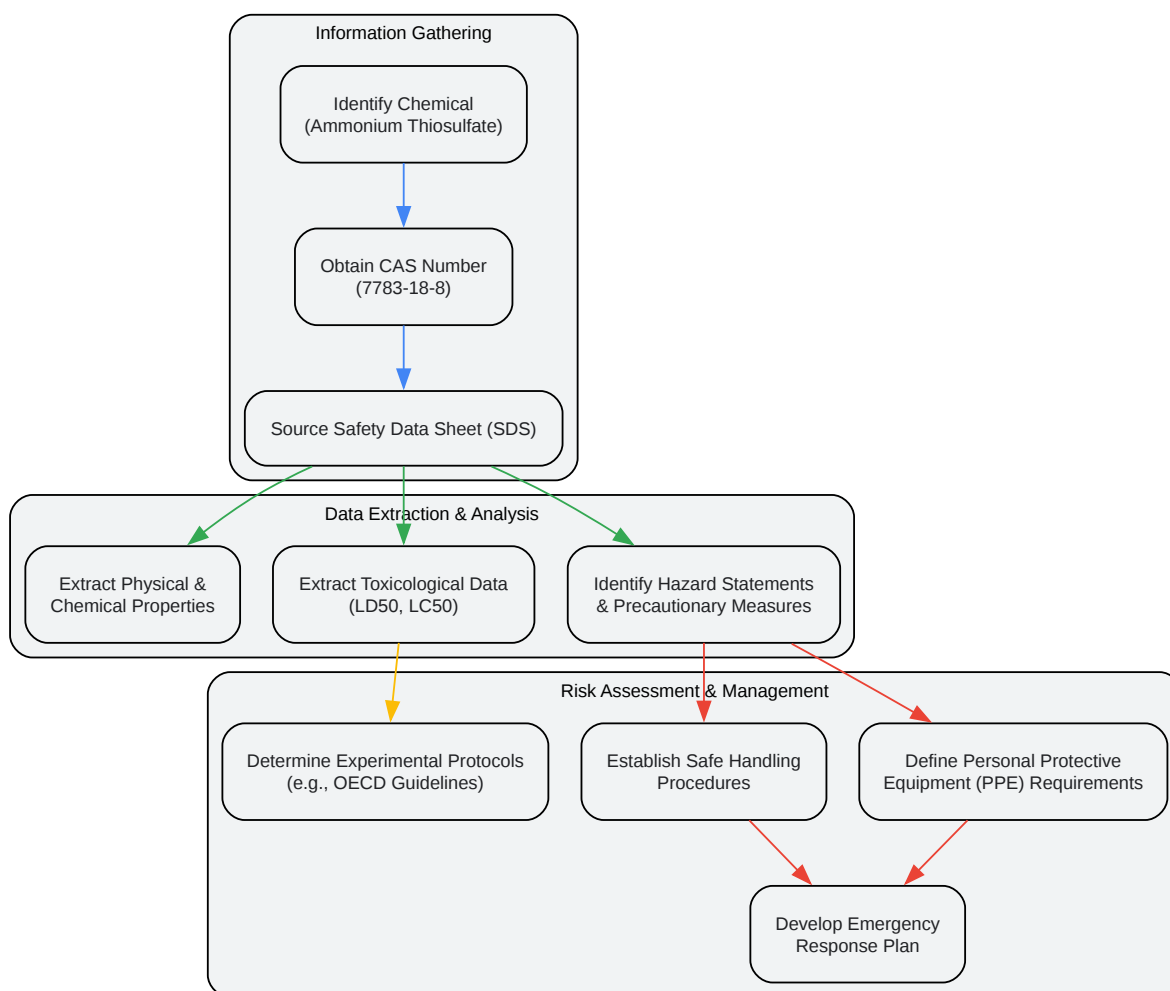 Information Gathering
Identify Chemical
(Ammonium Thiosulfate)
Obtain CAS Number
(7783-18-8)
Source Safety Data Sheet (SDS)
Data Extraction & Analysis
Extract Physical &
Chemical Properties
Extract Toxicological Data
(LD50, LC50)
Identify Hazard Statements
& Precautionary Measures
Risk Assessment & Management
Determine Experimental Protocols
(e.g., OECD Guidelines)
Establish Safe Handling
Procedures
Define Personal Protective
Equipment (PPE) Requirements
Develop Emergency
Response Plan